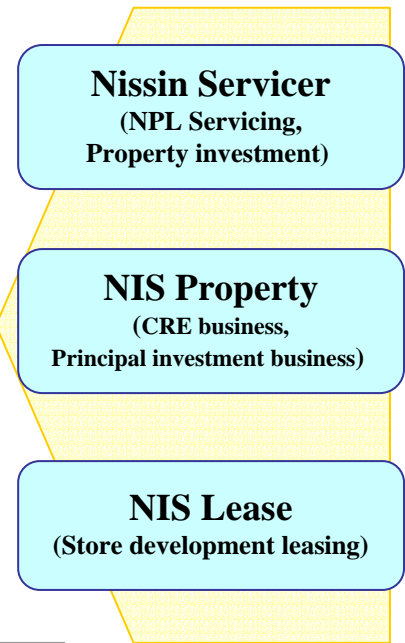 Nissin Servicer
(NPL Servicing,
Property investment)
NIS Property
(CRE business,
Principal investment business)
NIS Lease
(Store development leasing)